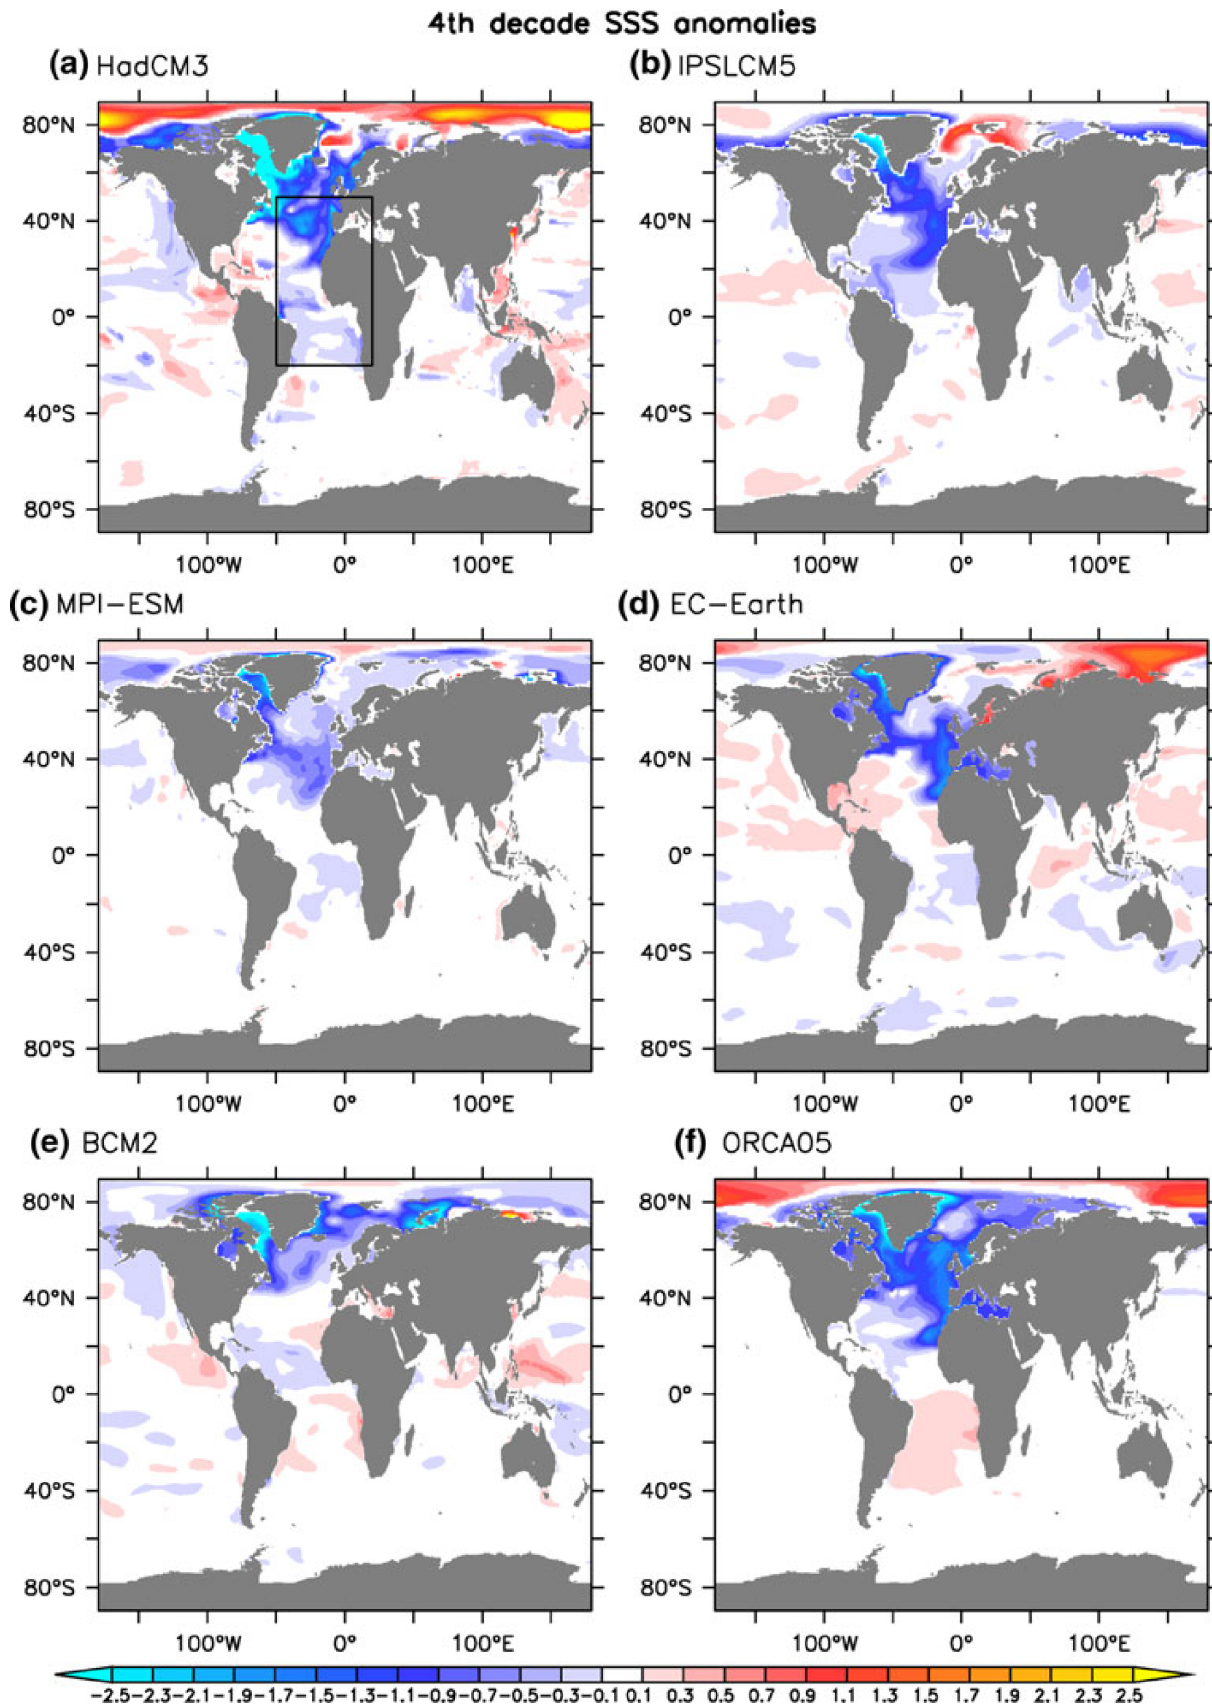 4th decade SSS anomalies
(a) HadCM3
(b) IPSLCM5
80°N
40°N
0°
40°S
80°S
100°W 0° 100°E
80°N
40°N
0°
40°S
80°S
100°W 0° 100°E
(c) MPI-ESM
(d) EC-Earth
80°N
40°N
0°
40°S
80°S
100°W 0° 100°E
80°N
40°N
0°
40°S
80°S
100°W 0° 100°E
(e) BCM2
(f) ORCA05
80°N
40°N
0°
40°S
80°S
100°W 0° 100°E
80°N
40°N
0°
40°S
80°S
100°W 0° 100°E
-2.5 -2.3 -2.1 -1.9 -1.7 -1.5 -1.3 -1.1 -0.9 -0.7 -0.5 -0.3 -0.1 0.1 0.3 0.5 0.7 0.9 1.1 1.3 1.5 1.7 1.9 2.1 2.3 2.5